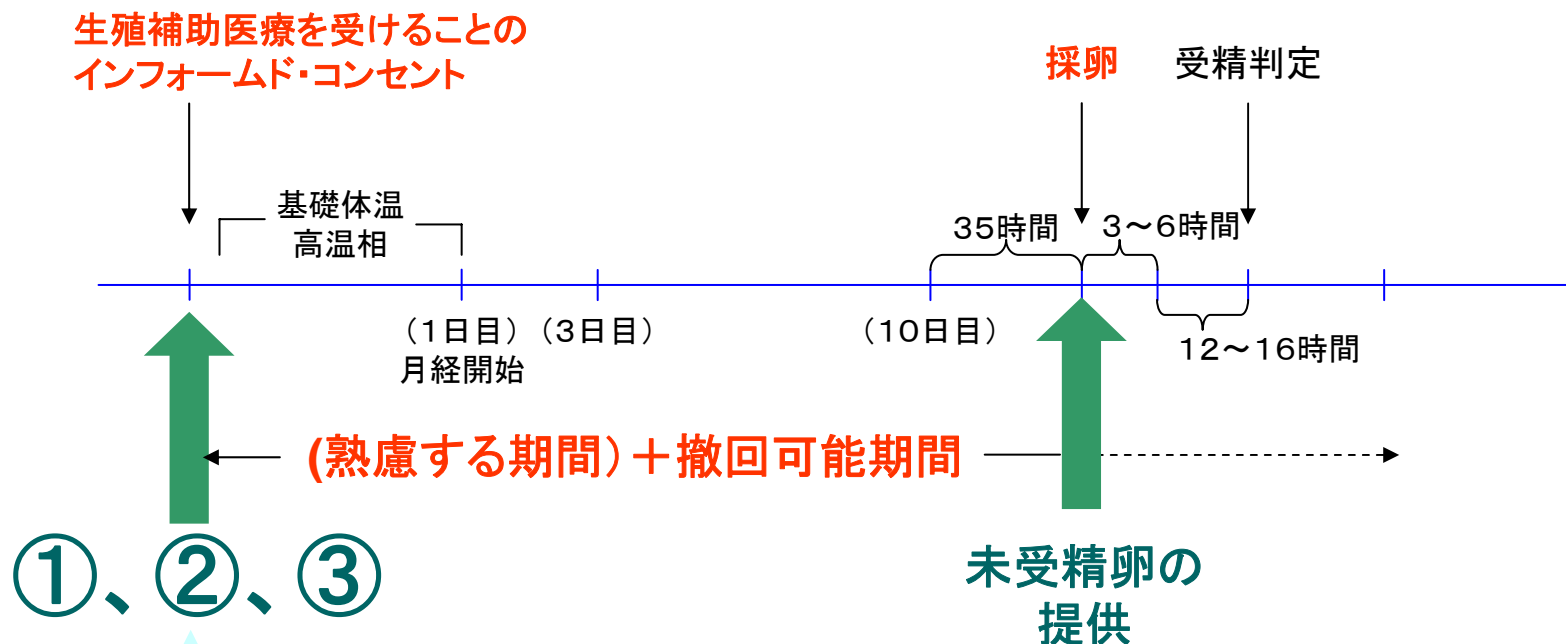 生殖補助医療を受けることの
インフォームド・コンセント
採卵
受精判定
基礎体温
高温相
35時間
3～6時間
（1日目）
月経開始
（3日目）
（10日目）
12～16時間
(熟慮する期間）＋撤回可能期間
①、②、③
未受精卵の
提供